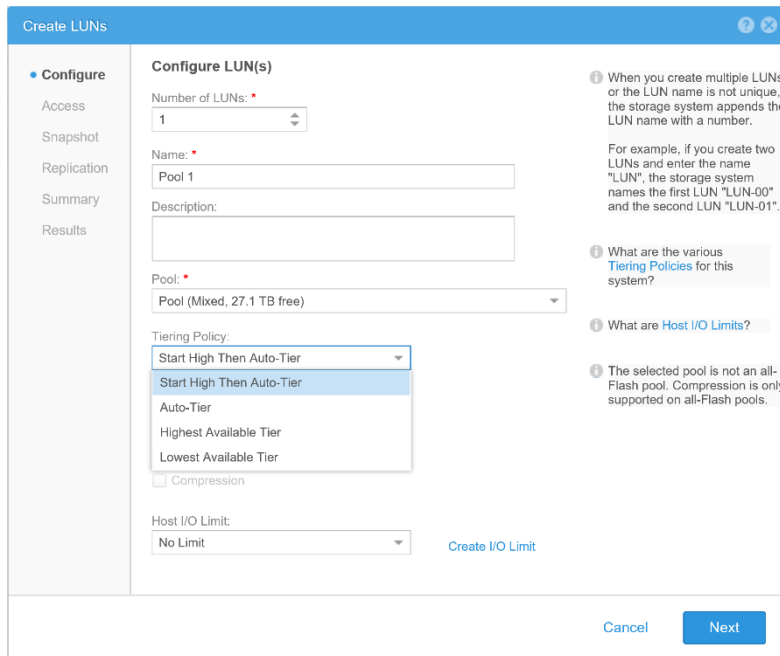 Create LUNs
Configure
Access
Snapshot
Replication
Summary
Results
Configure LUN(s)
Number of LUNs: *
1
Name: *
Pool 1
Description:
Pool: *
Pool (Mixed, 27.1 TB free)
Tiering Policy:
Start High Then Auto-Tier
Start High Then Auto-Tier
Auto-Tier
Highest Available Tier
Lowest Available Tier
Compression
Host I/O Limit:
No Limit
Create I/O Limit
When you create multiple LUNs
or the LUN name is not unique,
the storage system appends the
LUN name with a number.
For example, if you create two
LUNs and enter the name
"LUN", the storage system
names the first LUN "LUN-00"
and the second LUN "LUN-01".
What are the various
Tiering Policies for this
system?
What are Host I/O Limits?
The selected pool is not an all-
Flash pool. Compression is only
supported on all-Flash pools.
Cancel
Next